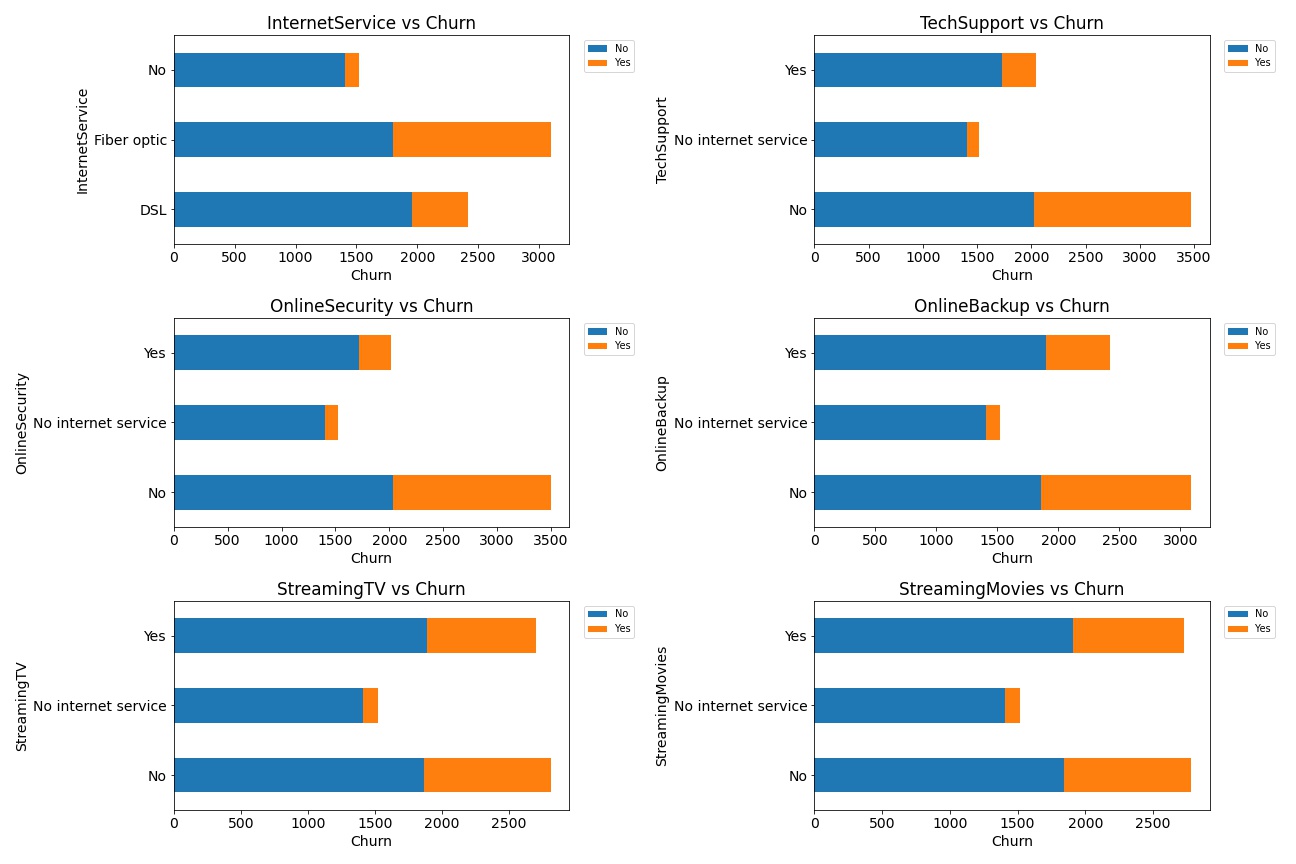 InternetService vs Churn
No
Yes
InternetService
No
Fiber optic
DSL
0 500 1000 1500 2000 2500 3000
Churn
TechSupport vs Churn
No
Yes
TechSupport
Yes
No internet service
No
0 500 1000 1500 2000 2500 3000 3500
Churn
OnlineSecurity vs Churn
No
Yes
OnlineSecurity
Yes
No internet service
No
0 500 1000 1500 2000 2500 3000 3500
Churn
OnlineBackup vs Churn
No
Yes
OnlineBackup
Yes
No internet service
No
0 500 1000 1500 2000 2500 3000
Churn
StreamingTV vs Churn
No
Yes
StreamingTV
Yes
No internet service
No
0 500 1000 1500 2000 2500
Churn
StreamingMovies vs Churn
No
Yes
StreamingMovies
Yes
No internet service
No
0 500 1000 1500 2000 2500
Churn